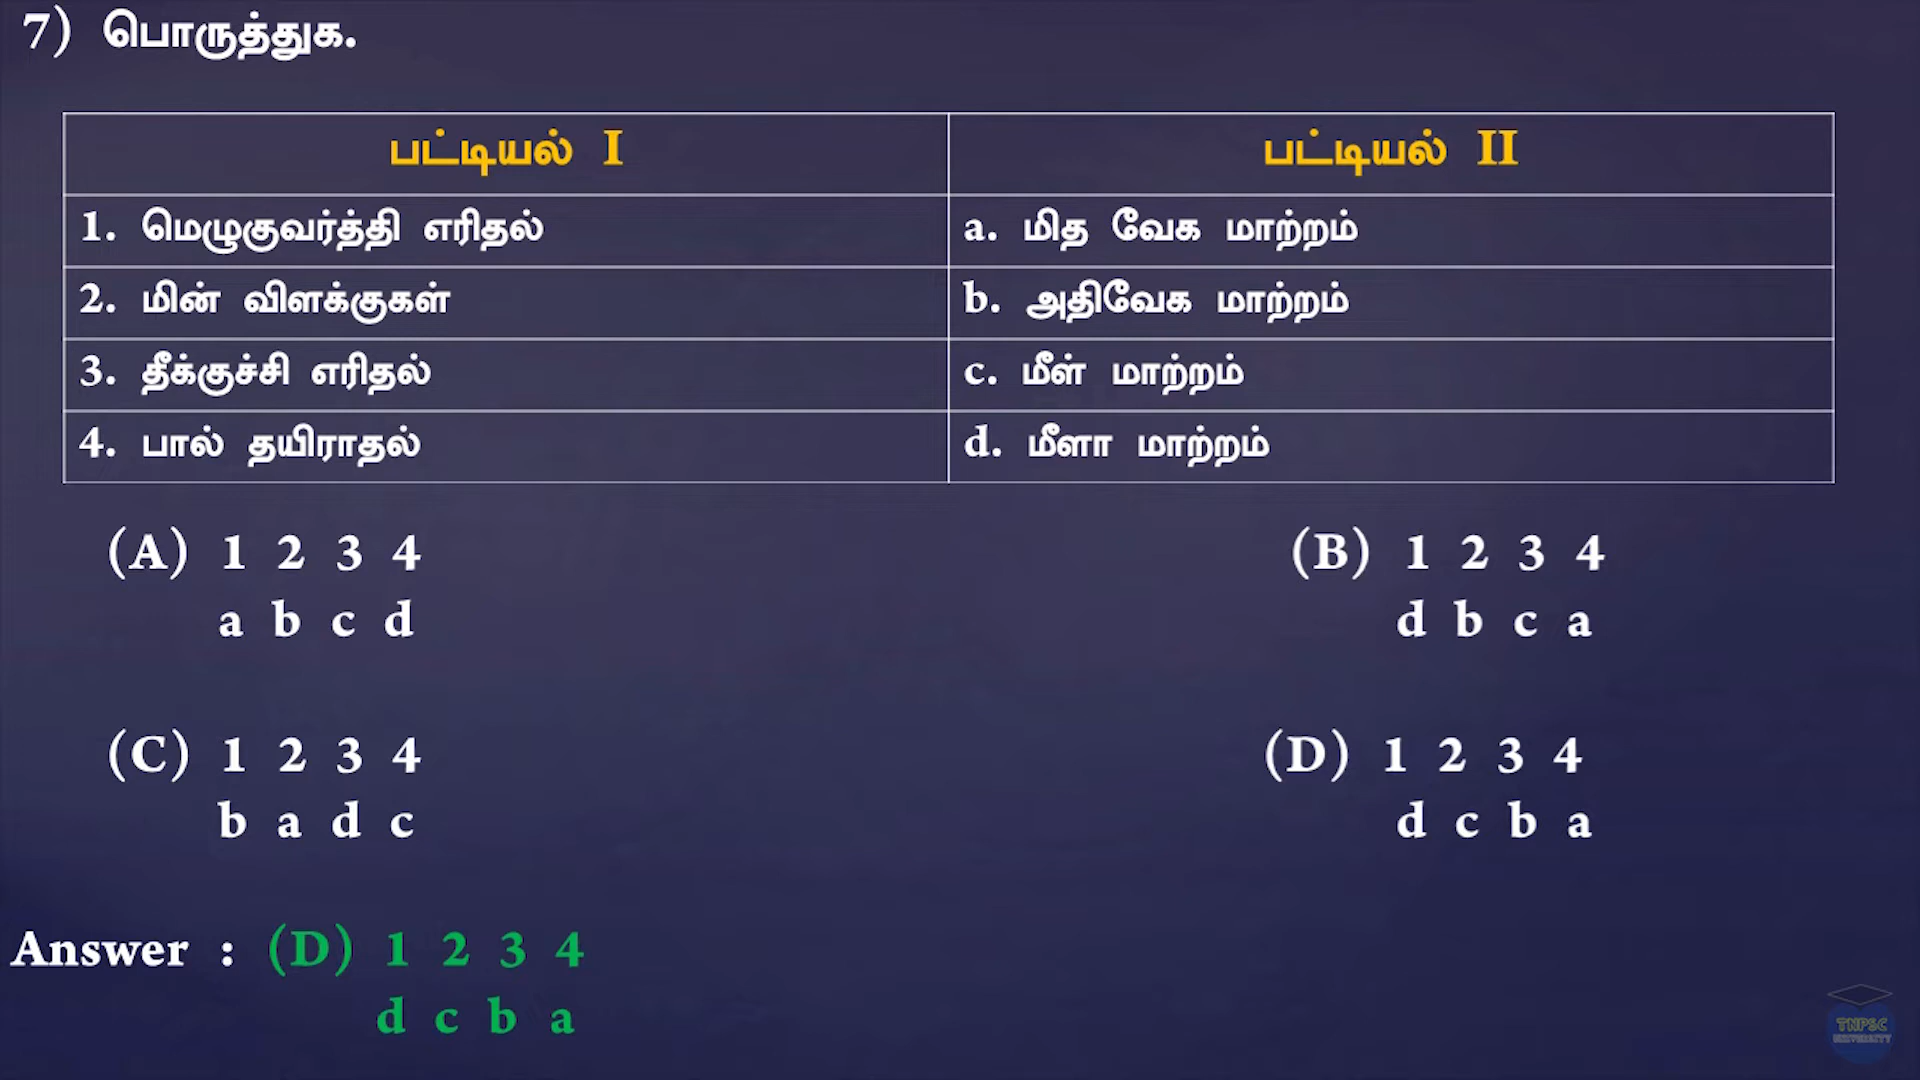 7) பொருத்துக.
பட்டியல் I பட்டியல் II
1. மெழுகுவர்த்தி எரிதல் a. மித வேக மாற்றம்
2. மின் விளக்குகள் b. அதிவேக மாற்றம்
3. தீக்குச்சி எரிதல் c. மீள் மாற்றம்
4. பால் தயிராதல் d. மீளா மாற்றம்
(A) 1 2 3 4 (B) 1 2 3 4
a b c d d b c a
(C) 1 2 3 4 (D) 1 2 3 4
b a d c d c b a
Answer : (D) 1 2 3 4
d c b a
TNPSC
UNIVERSITY